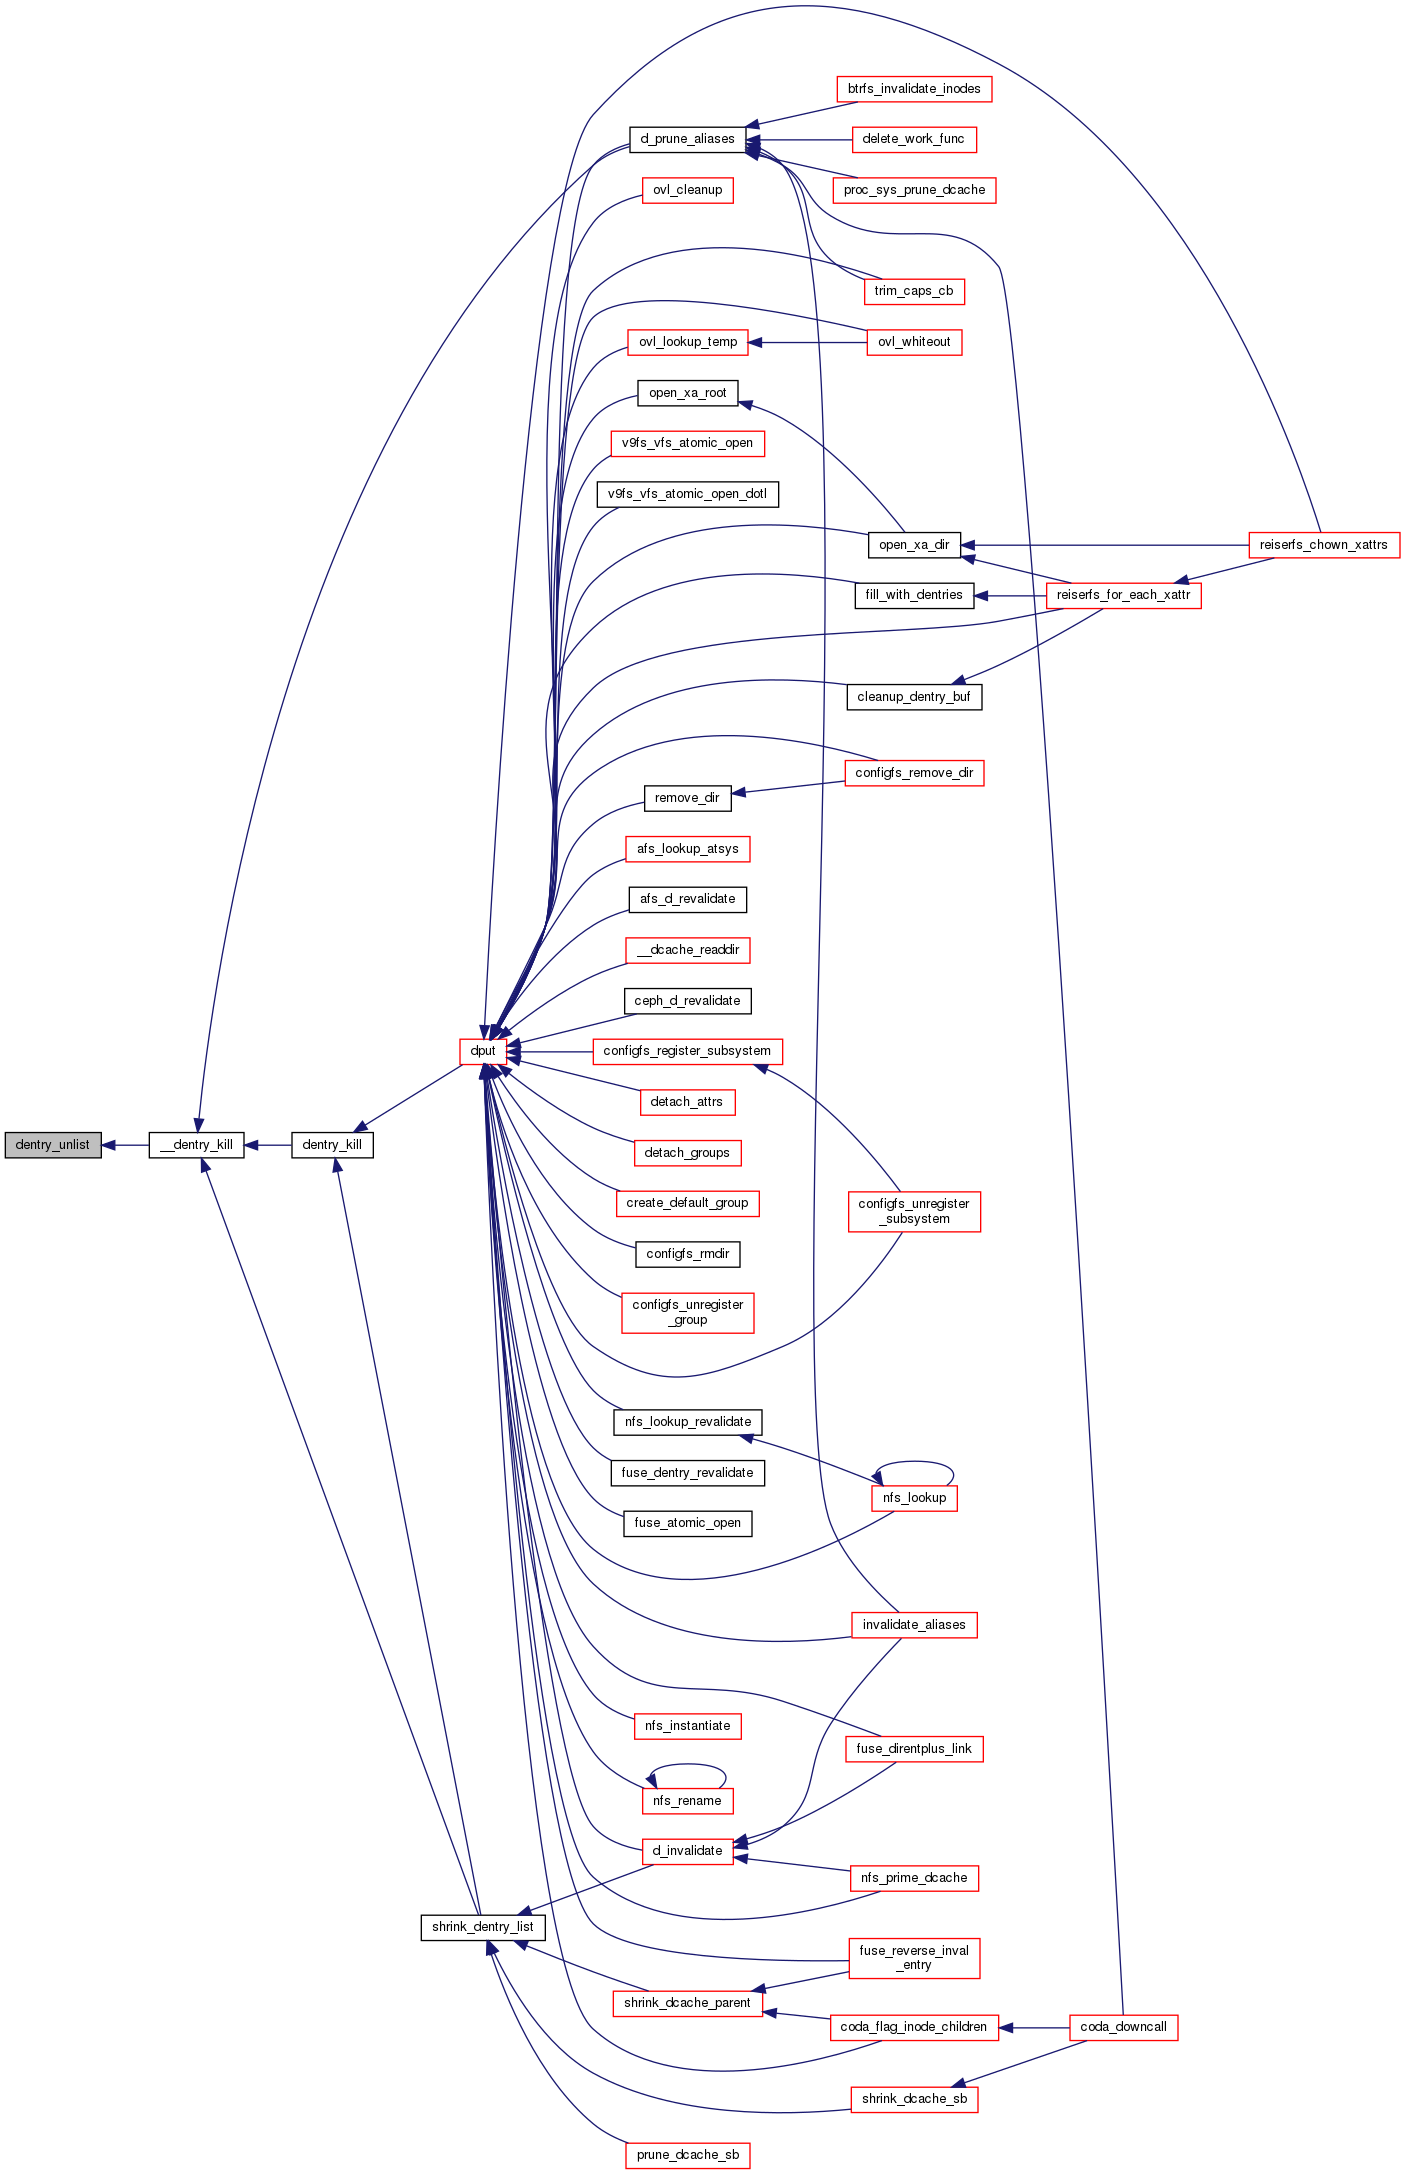 btrfs_invalidate_inodes
d_prune_aliases
delete_work_func
ovl_cleanup
proc_sys_prune_dcache
trim_caps_cb
ovl_lookup_temp
ovl_whiteout
open_xa_root
v9fs_vfs_atomic_open
v9fs_vfs_atomic_open_dotl
open_xa_dir
reiserfs_chown_xattrs
fill_with_dentries
reiserfs_for_each_xattr
cleanup_dentry_buf
configfs_remove_dir
remove_dir
afs_lookup_atsys
afs_d_revalidate
__dcache_readdir
ceph_d_revalidate
dput
configfs_register_subsystem
detach_attrs
dentry_unlist
__dentry_kill
dentry_kill
detach_groups
create_default_group
configfs_unregister
_subsystem
configfs_rmdir
configfs_unregister
_group
nfs_lookup_revalidate
fuse_dentry_revalidate
nfs_lookup
fuse_atomic_open
invalidate_aliases
nfs_instantiate
fuse_direntplus_link
nfs_rename
d_invalidate
nfs_prime_dcache
shrink_dentry_list
fuse_reverse_inval
_entry
shrink_dcache_parent
coda_flag_inode_children
coda_downcall
shrink_dcache_sb
prune_dcache_sb